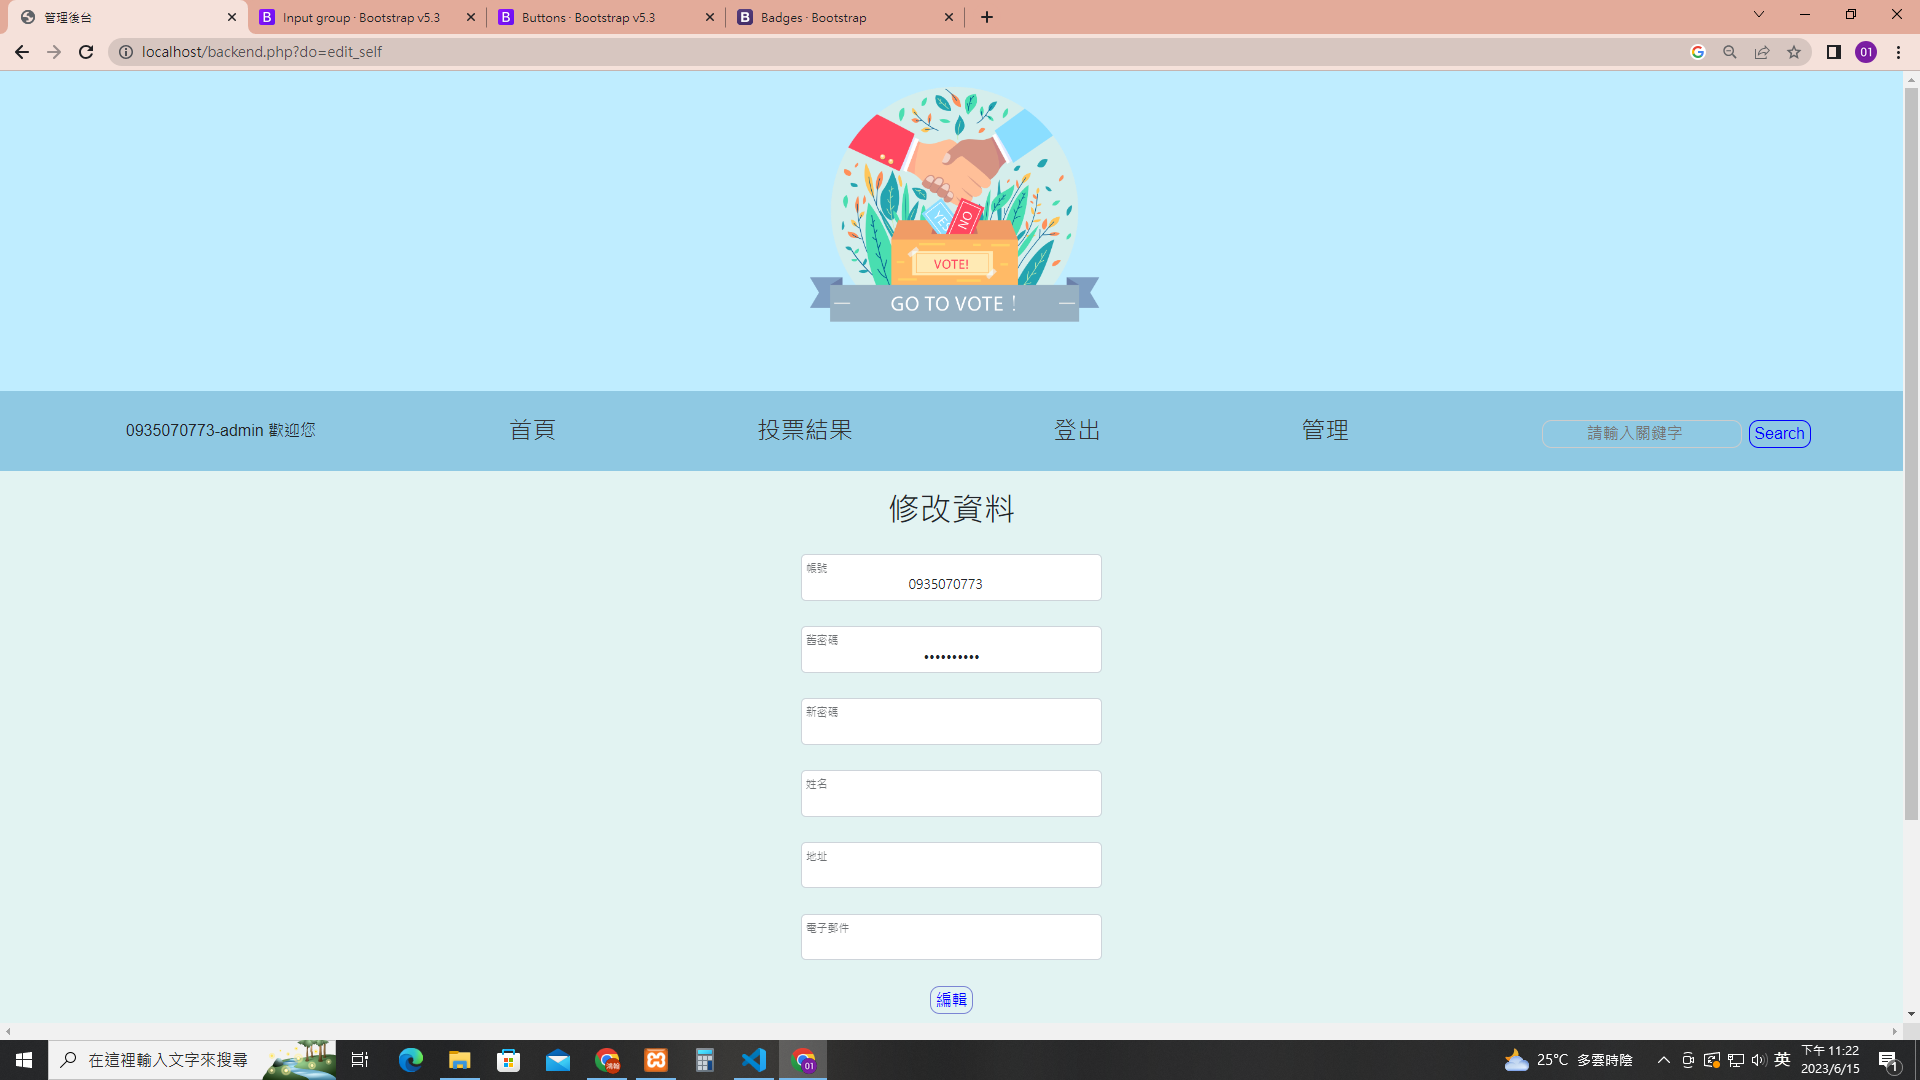 管理後台
Input group · Bootstrap v5.3
Buttons · Bootstrap v5.3
Badges · Bootstrap
localhost/backend.php?do=edit_self
01
YES
NO
VOTE!
GO TO VOTE !
0935070773-admin 歡迎您
首頁
投票結果
登出
管理
請輸入關鍵字
Search
修改資料
帳號
0935070773
舊密碼
••••••••••
新密碼
姓名
地址
電子郵件
編輯
在這裡輸入文字來搜尋
01
25°C 多雲時陰
英
下午 11:22
2023/6/15
1